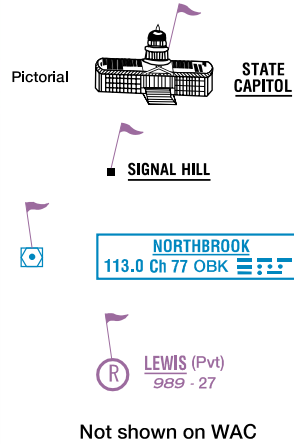 Pictorial
STATE
CAPITOL
SIGNAL HILL
NORTHBROOK
113.0 Ch 77 OBK
R
LEWIS (Pvt)
989 - 27
Not shown on WAC